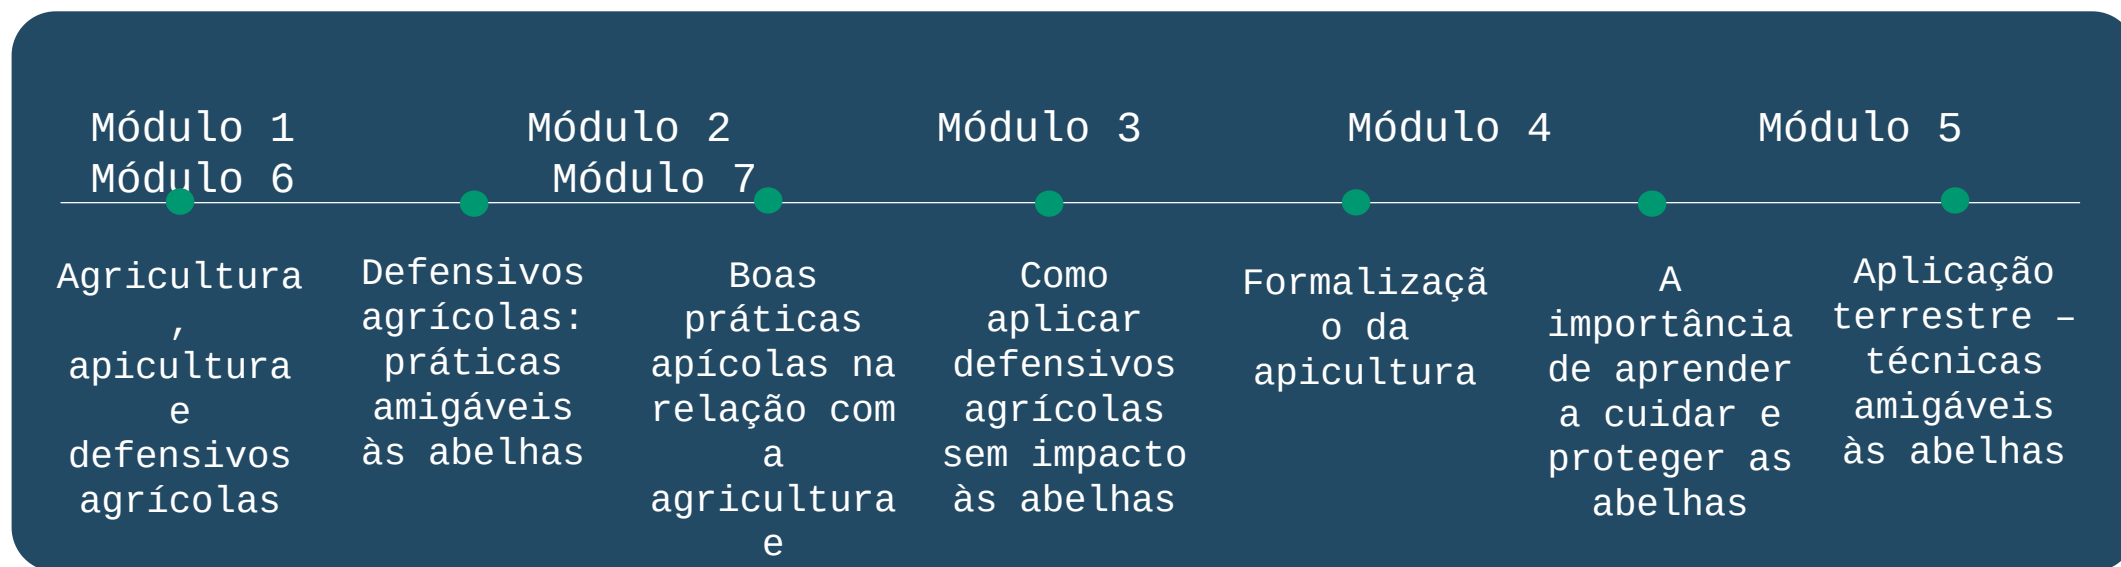 Módulo 1 Módulo 2 Módulo 3 Módulo 4 Módulo 5
Módulo 6 Módulo 7
Agricultura
,
apicultura
e
defensivos
agrícolas
Defensivos
agrícolas:
práticas
amigáveis
às abelhas
Boas
práticas
apícolas na
relação com
a
agricultura
e
Como
aplicar
defensivos
agrícolas
sem impacto
às abelhas
Formalizaçã
o da
apicultura
A
importância
de aprender
a cuidar e
proteger as
abelhas
Aplicação
terrestre –
técnicas
amigáveis
às abelhas